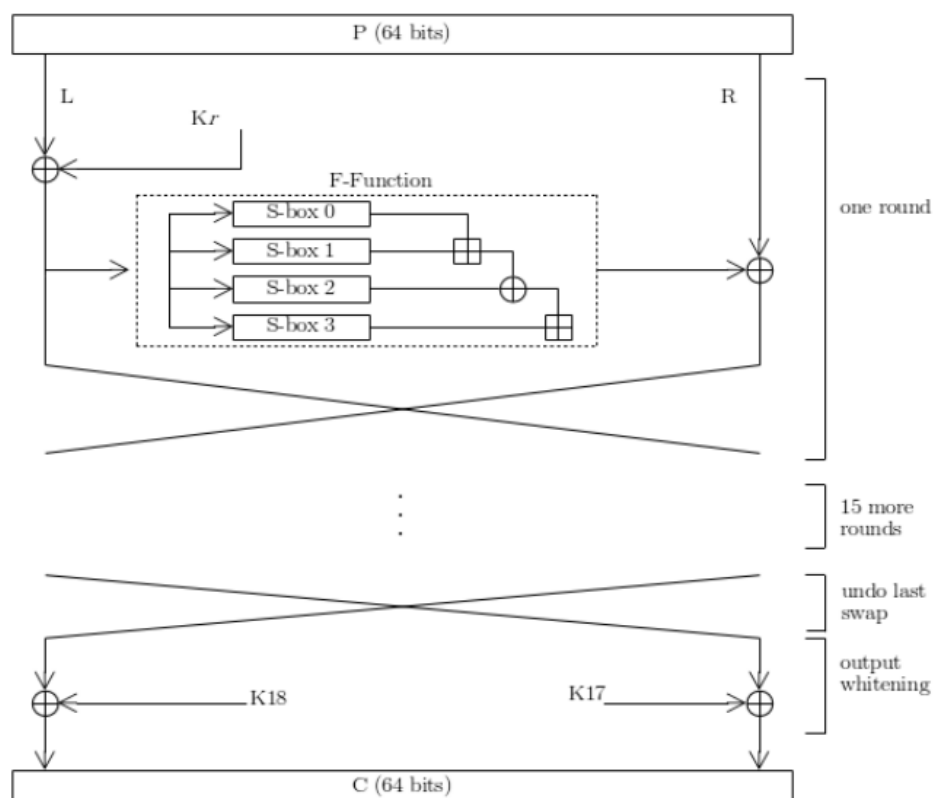 P (64 bits)
L
R
Kr
F-Function
S-box 0
S-box 1
S-box 2
S-box 3
one round
15 more
rounds
undo last
swap
output
whitening
K18
K17
C (64 bits)